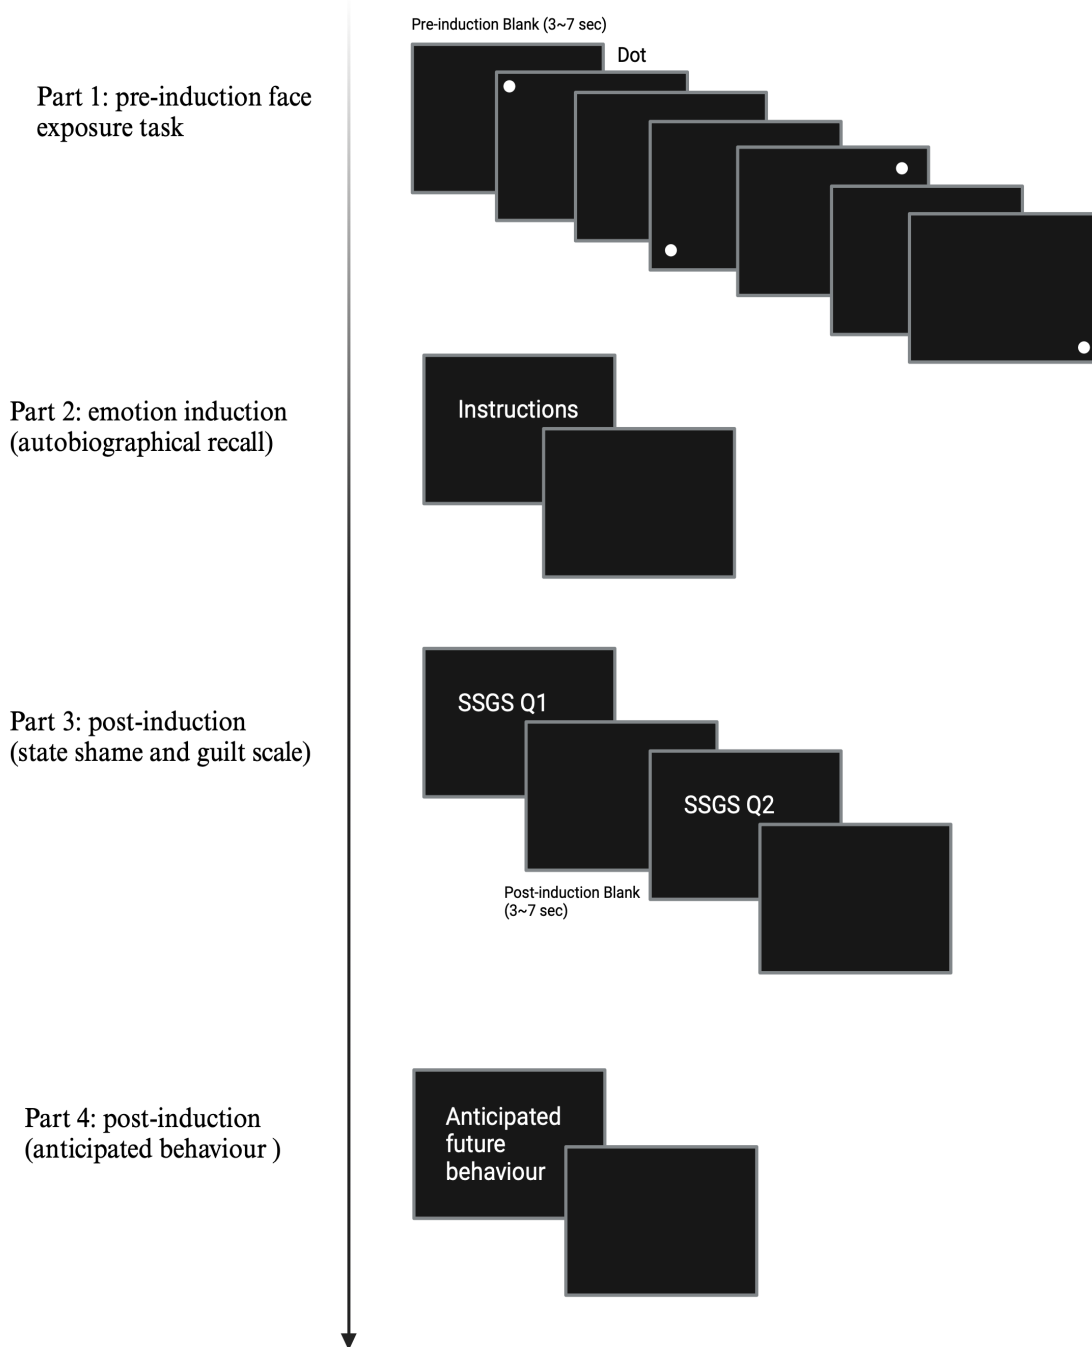 Pre-induction Blank (3~7 sec)
Dot
Part 1: pre-induction face
exposure task
Part 2: emotion induction
(autobiographical recall)
Instructions
SSGS Q1
Part 3: post-induction
(state shame and guilt scale)
SSGS Q2
Post-induction Blank
(3~7 sec)
Part 4: post-induction
(anticipated behaviour )
Anticipated
future
behaviour